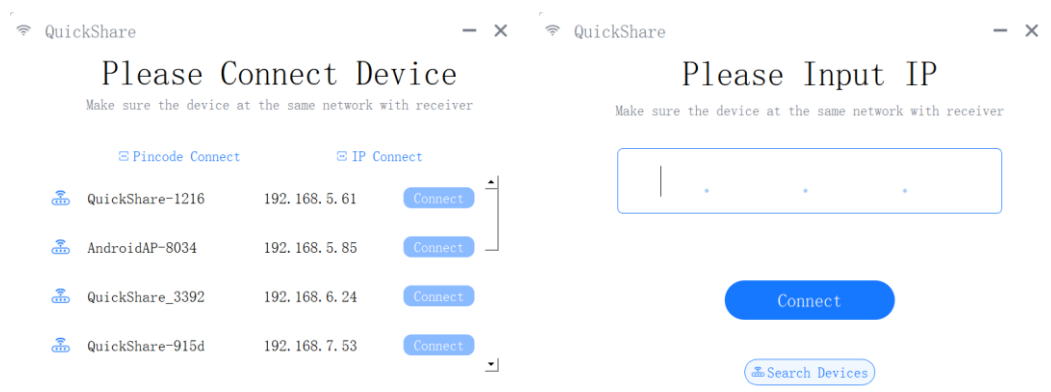 QuickShare
Please Connect Device
Make sure the device at the same network with receiver
Pincode Connect IP Connect
QuickShare-1216 192.168.5.61 Connect
AndroidAP-8034 192.168.5.85 Connect
QuickShare_3392 192.168.6.24 Connect
QuickShare-915d 192.168.7.53 Connect
QuickShare
Please Input IP
Make sure the device at the same network with receiver
Connect
Search Devices